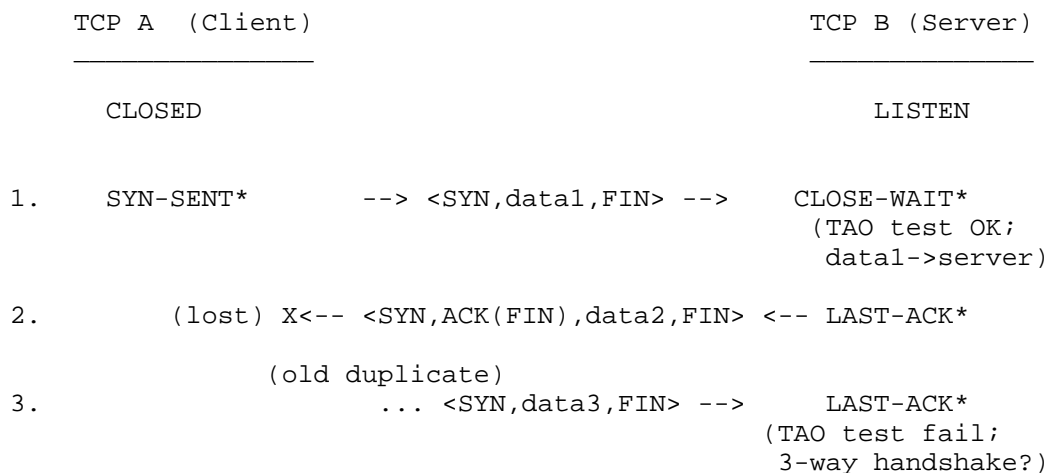 TCP A (Client) TCP B (Server)
_______________ ______________
CLOSED LISTEN
1. SYN-SENT* --> <SYN,data1,FIN> --> CLOSE-WAIT*
(TAO test OK;
data1->server)
2. (lost) X<-- <SYN,ACK(FIN),data2,FIN> <-- LAST-ACK*
(old duplicate)
3. ... <SYN,data3,FIN> --> LAST-ACK*
(TAO test fail;
3-way handshake?)